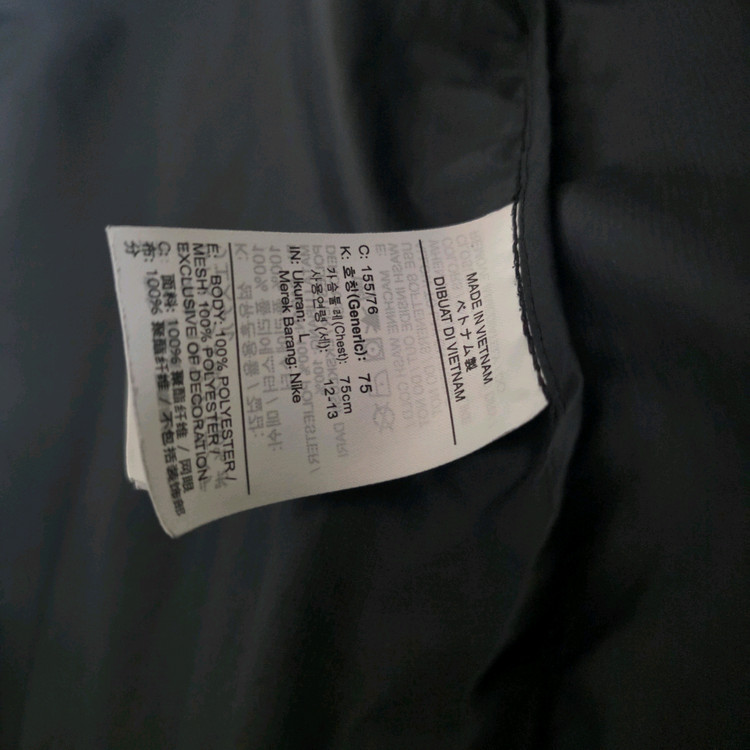 MADE IN VIETNAM
ベトナム製
DIBUAT DI VIETNAM
C: 155/76
K: 호칭(Generic): 75
가슴둘레(Chest): 75cm
사용연령(세): 12-13
IN: Ukuran: L
Merek Barang: Nike
E: BODY: 100% POLYESTER/
MESH: 100% POLYESTER/
EXCLUSIVE OF DECORATION
C: 面料: 100% 聚酯纤维 / 网眼
布: 100% 聚酯纤维 / 不包括装饰部
分